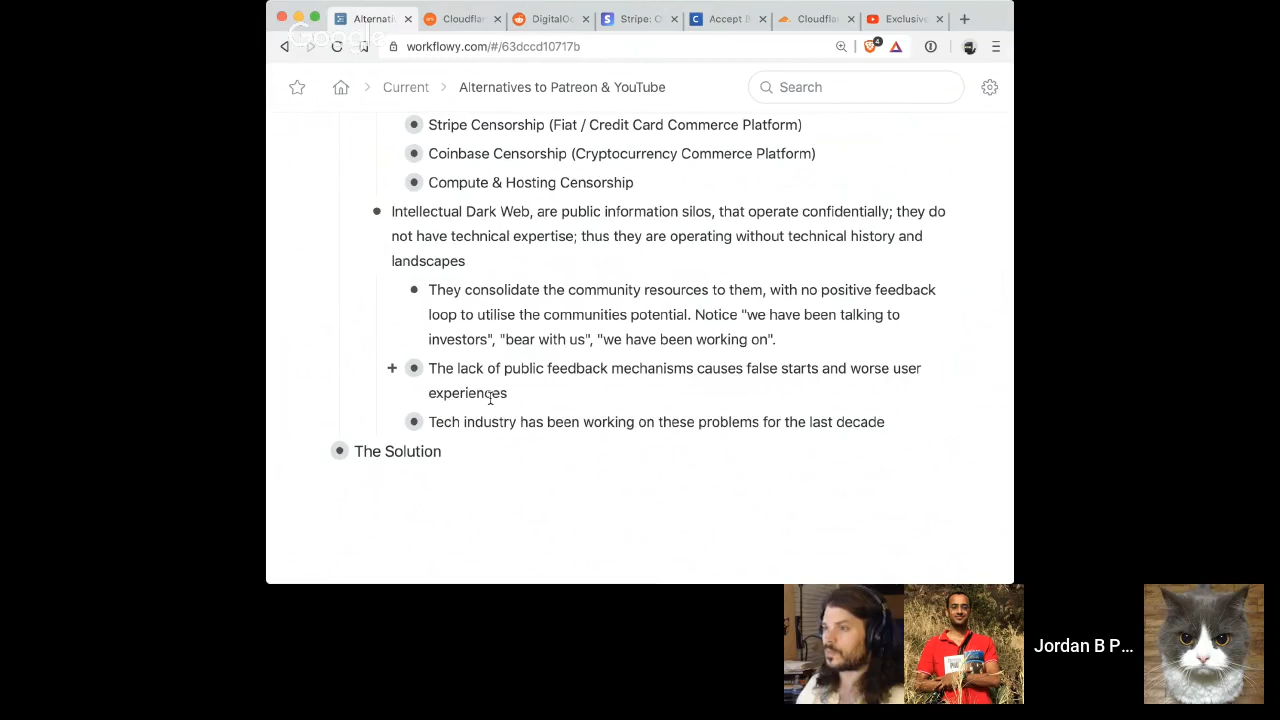 Alternati
Cloudflar
DigitalOc
Stripe: O
Accept B
Cloudfla
Exclusive
Google
workflowy.com/#/63dccd10717b
4
Current
Alternatives to Patreon & YouTube
Search
Stripe Censorship (Fiat / Credit Card Commerce Platform)
Coinbase Censorship (Cryptocurrency Commerce Platform)
Compute & Hosting Censorship
Intellectual Dark Web, are public information silos, that operate confidentially; they do
not have technical expertise; thus they are operating without technical history and
landscapes
They consolidate the community resources to them, with no positive feedback
loop to utilise the communities potential. Notice "we have been talking to
investors", "bear with us", "we have been working on".
The lack of public feedback mechanisms causes false starts and worse user
experiences
Tech industry has been working on these problems for the last decade
The Solution
Jordan B P...